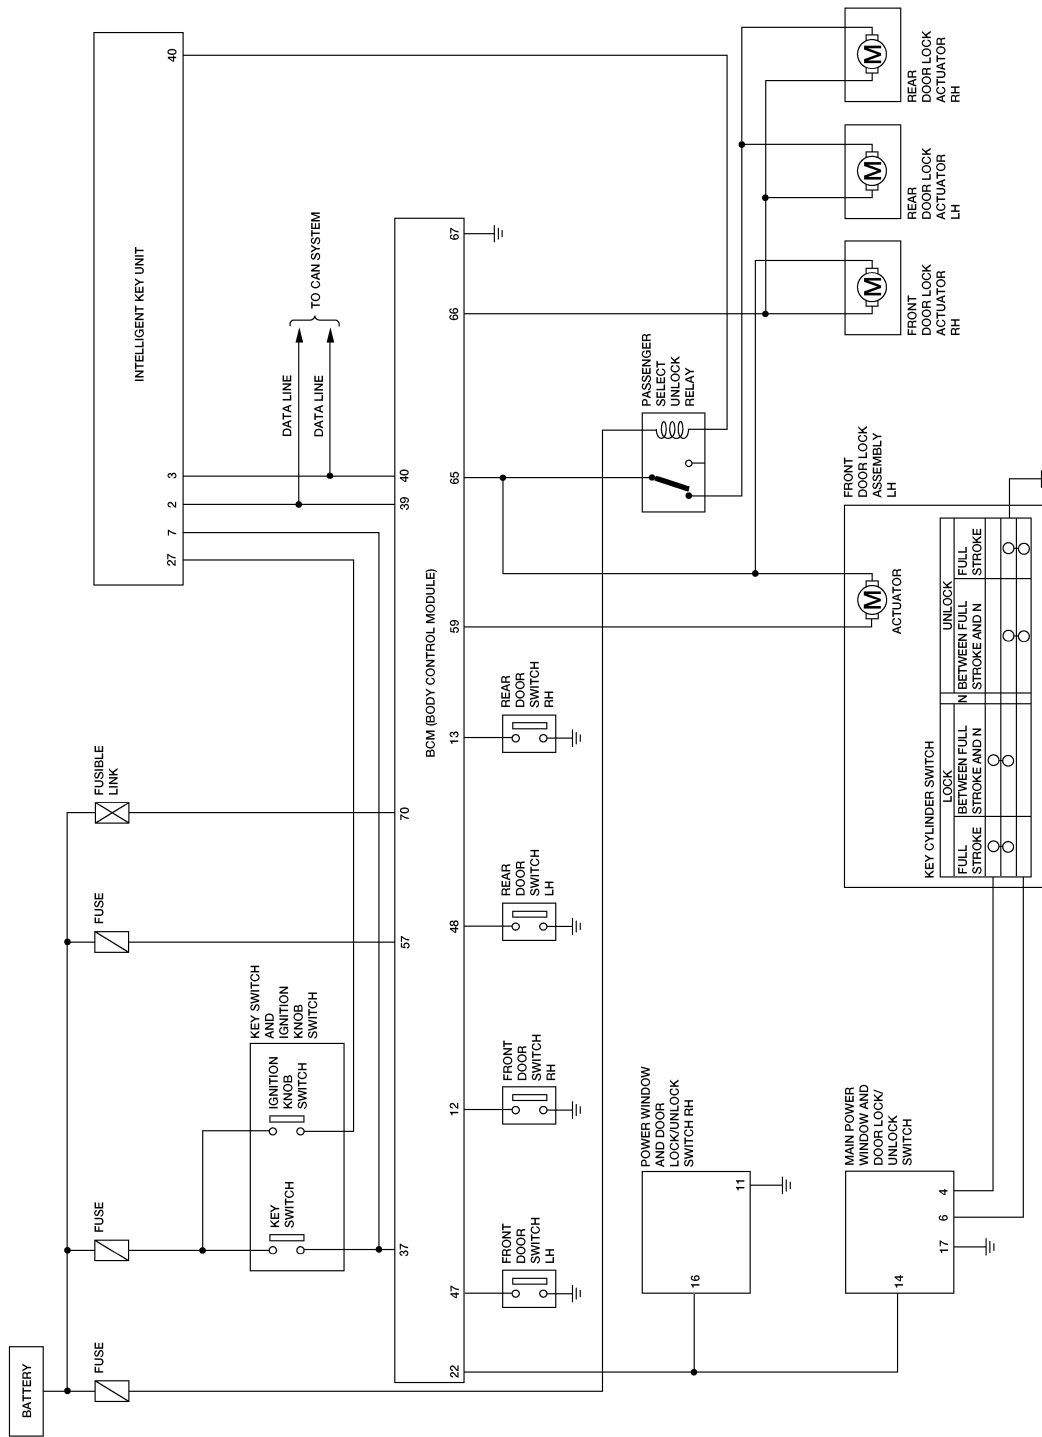 BATTERY
FUSE
FUSE
FUSE
FUSIBLE
LINK
KEY SWITCH
AND
IGNITION
KNOB
SWITCH
KEY
SWITCH
IGNITION
KNOB
SWITCH
INTELLIGENT KEY UNIT
27
7
2
3
40
DATA LINE
DATA LINE
TO CAN SYSTEM
37
57
70
39
40
BCM (BODY CONTROL MODULE)
22
47
12
48
13
59
65
66
67
FRONT
DOOR
SWITCH
LH
FRONT
DOOR
SWITCH
RH
REAR
DOOR
SWITCH
LH
REAR
DOOR
SWITCH
RH
PASSENGER
SELECT
UNLOCK
RELAY
POWER WINDOW
AND DOOR
LOCK/UNLOCK
SWITCH RH
16
11
MAIN POWER
WINDOW AND
DOOR LOCK/
UNLOCK
SWITCH
14
17
6
4
FRONT
DOOR LOCK
ASSEMBLY
LH
M
ACTUATOR
KEY CYLINDER SWITCH
LOCK
N
UNLOCK
FULL
STROKE
BETWEEN FULL
STROKE AND N
BETWEEN FULL
STROKE AND N
FULL
STROKE
M
FRONT
DOOR LOCK
ACTUATOR
RH
M
REAR
DOOR LOCK
ACTUATOR
LH
M
REAR
DOOR LOCK
ACTUATOR
RH